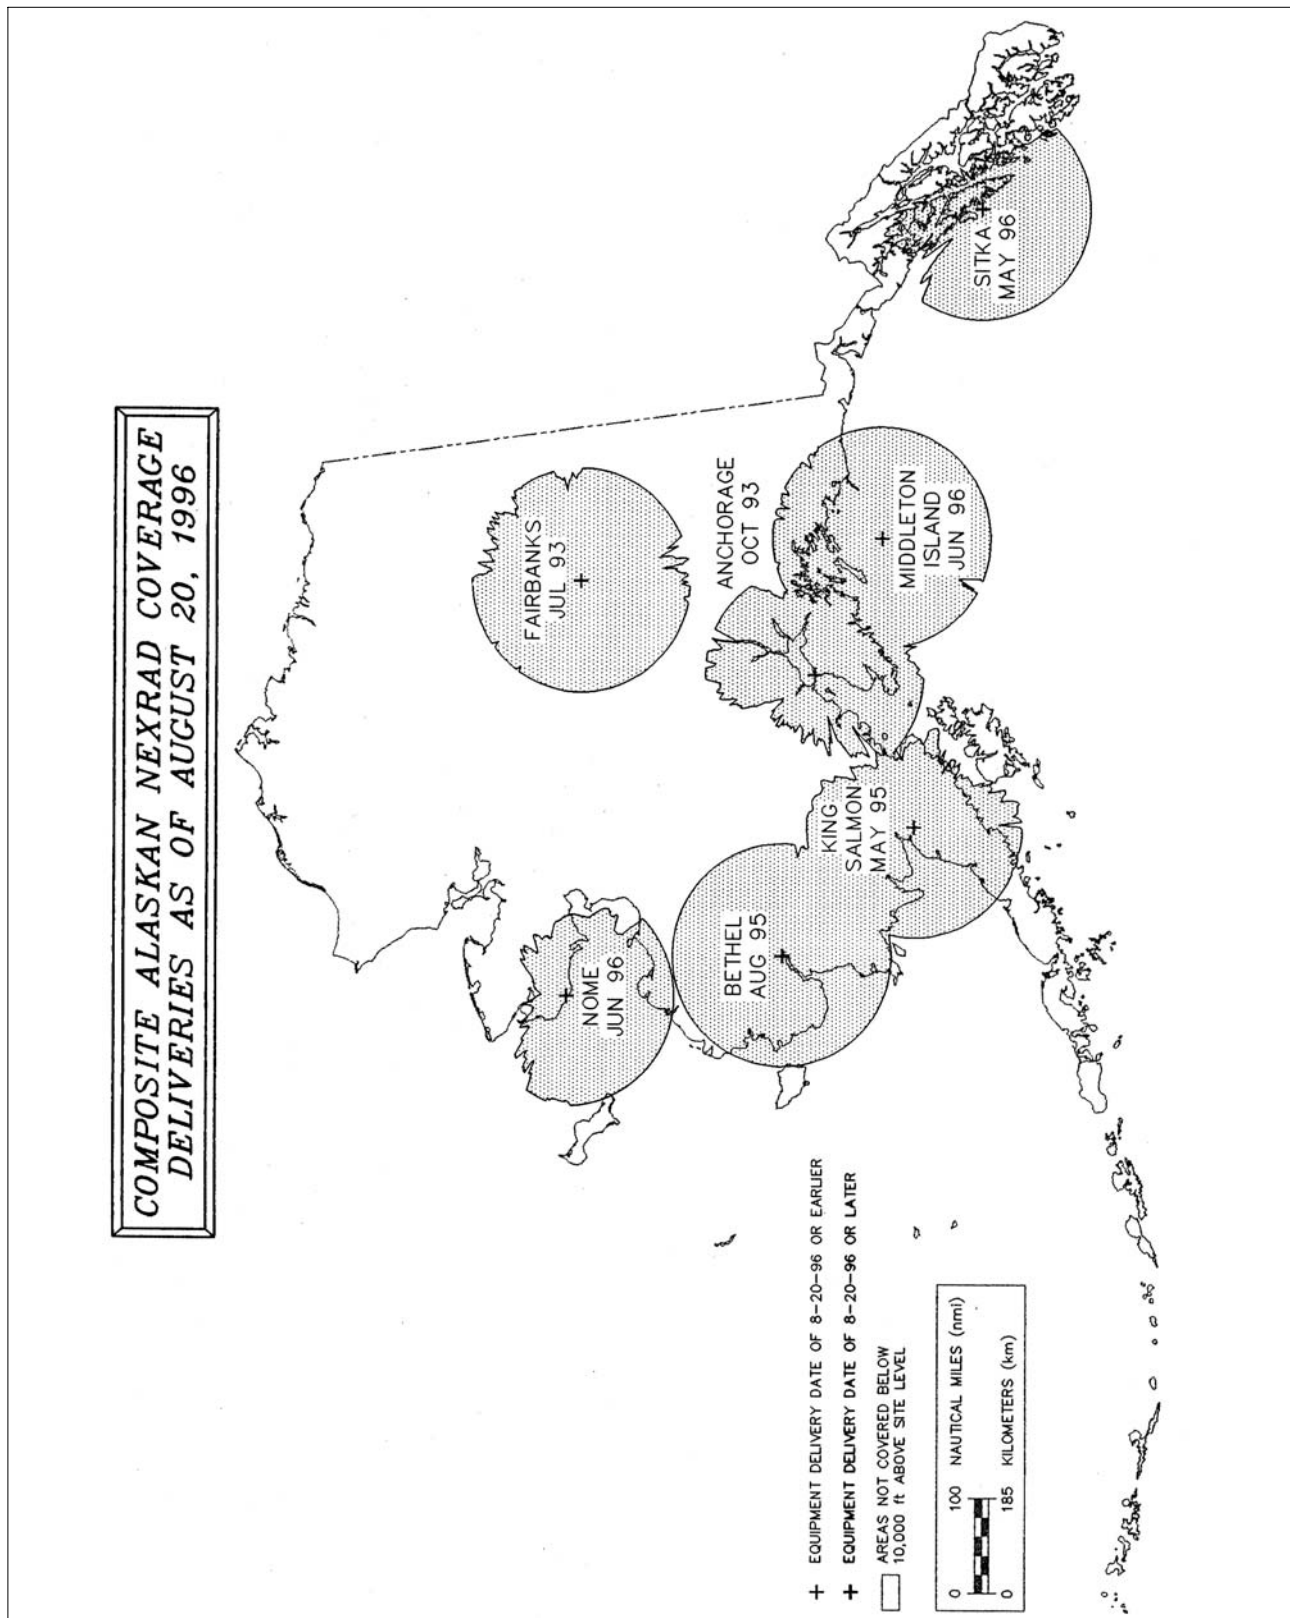 COMPOSITE ALASKAN NEXRAD COVERAGE
DELIVERIES AS OF AUGUST 20, 1996
FAIRBANKS
JUL 93
ANCHORAGE
OCT 93
MIDDLETON
ISLAND
JUN 96
SITKA
MAY 96
KING
SALMON
MAY 95
BETHEL
AUG 95
NOME
JUN 96
+ EQUIPMENT DELIVERY DATE OF 8-20-96 OR EARLIER
+ EQUIPMENT DELIVERY DATE OF 8-20-96 OR LATER
AREAS NOT COVERED BELOW
10,000 ft ABOVE SITE LEVEL
0 100 NAUTICAL MILES (nmi)
0 185 KILOMETERS (km)